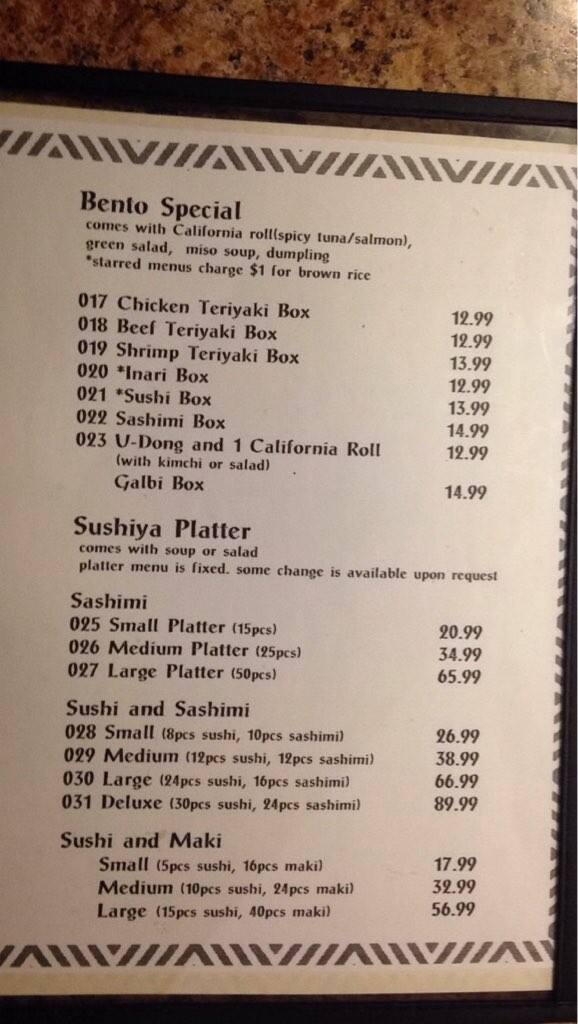 Bento Special
comes with California roll(spicy tuna/salmon),
green salad, miso soup, dumpling
*starred menus charge $1 for brown rice
017 Chicken Teriyaki Box 12.99
018 Beef Teriyaki Box 12.99
019 Shrimp Teriyaki Box 13.99
020 *Inari Box 12.99
021 *Sushi Box 13.99
022 Sashimi Box 14.99
023 U-Dong and 1 California Roll 12.99
(with kimchi or salad)
Galbi Box 14.99
Sushiya Platter
comes with soup or salad
platter menu is fixed. some change is available upon request
Sashimi
025 Small Platter (15pcs) 20.99
026 Medium Platter (25pcs) 34.99
027 Large Platter (50pcs) 65.99
Sushi and Sashimi
028 Small (8pcs sushi, 10pcs sashimi) 26.99
029 Medium (12pcs sushi, 12pcs sashimi) 38.99
030 Large (24pcs sushi, 16pcs sashimi) 66.99
031 Deluxe (30pcs sushi, 24pcs sashimi) 89.99
Sushi and Maki
Small (5pcs sushi, 16pcs maki) 17.99
Medium (10pcs sushi, 24pcs maki) 32.99
Large (15pcs sushi, 40pcs maki) 56.99